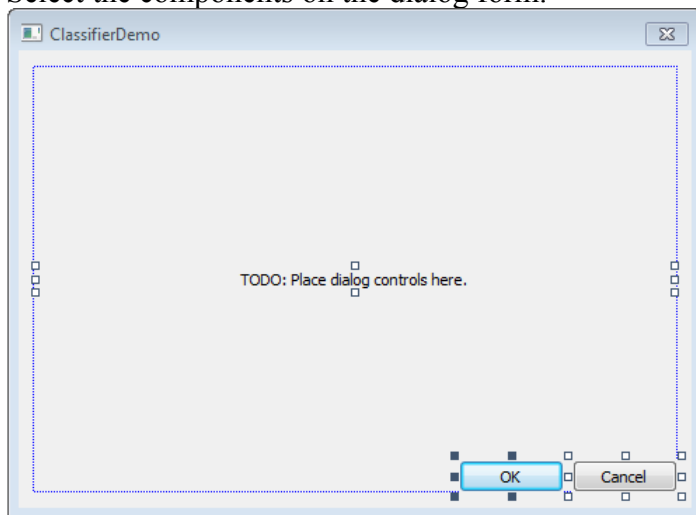 Select the components on the dialog form.
ClassifierDemo
TODO: Place dialog controls here.
OK
Cancel